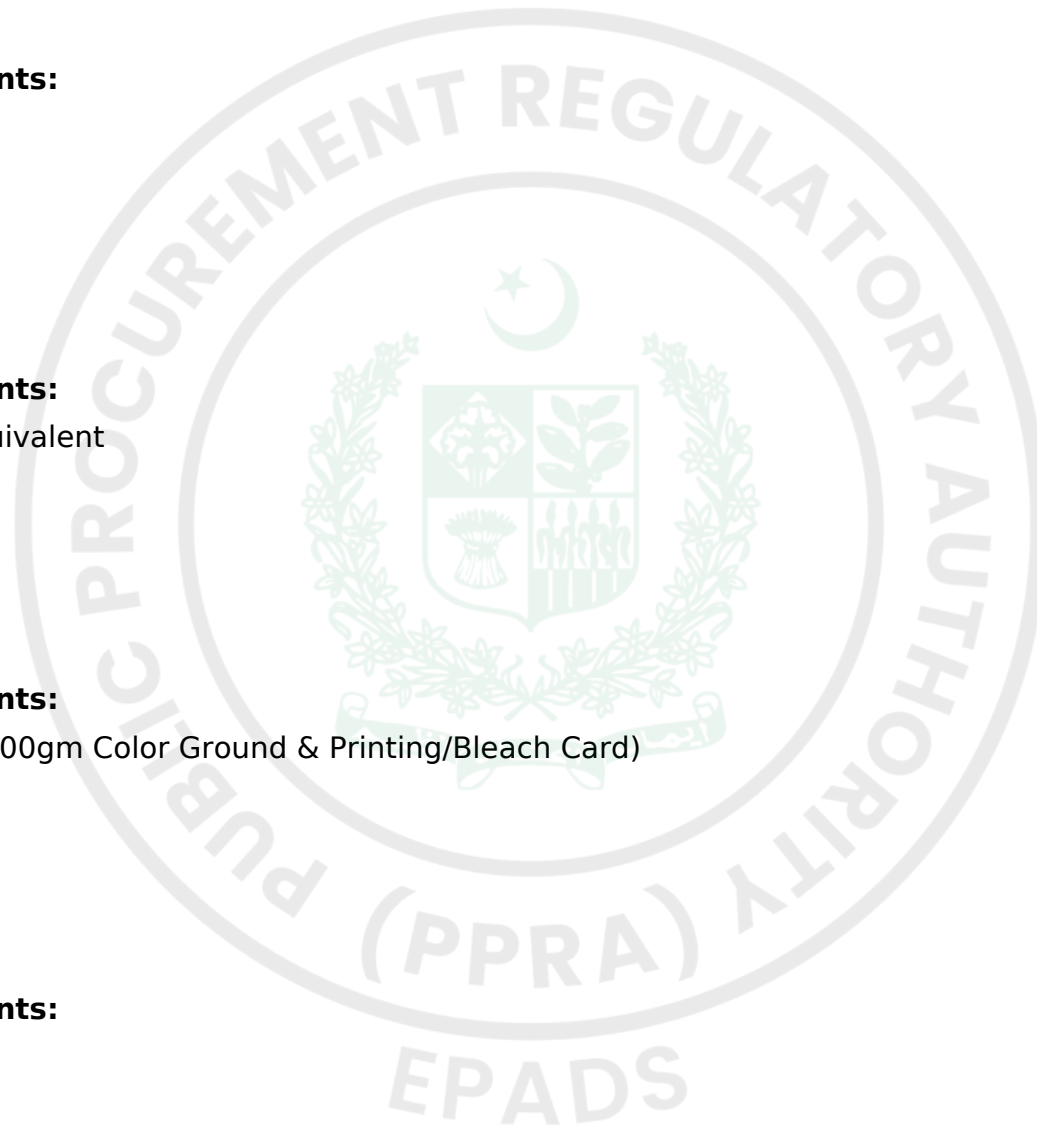 nts:
nts:
uivalent
nts:
00gm Color Ground & Printing/Bleach Card)
nts:
PUBLIC PROCUREMENT REGULATORY AUTHORITY
(PPRA)
EPADS